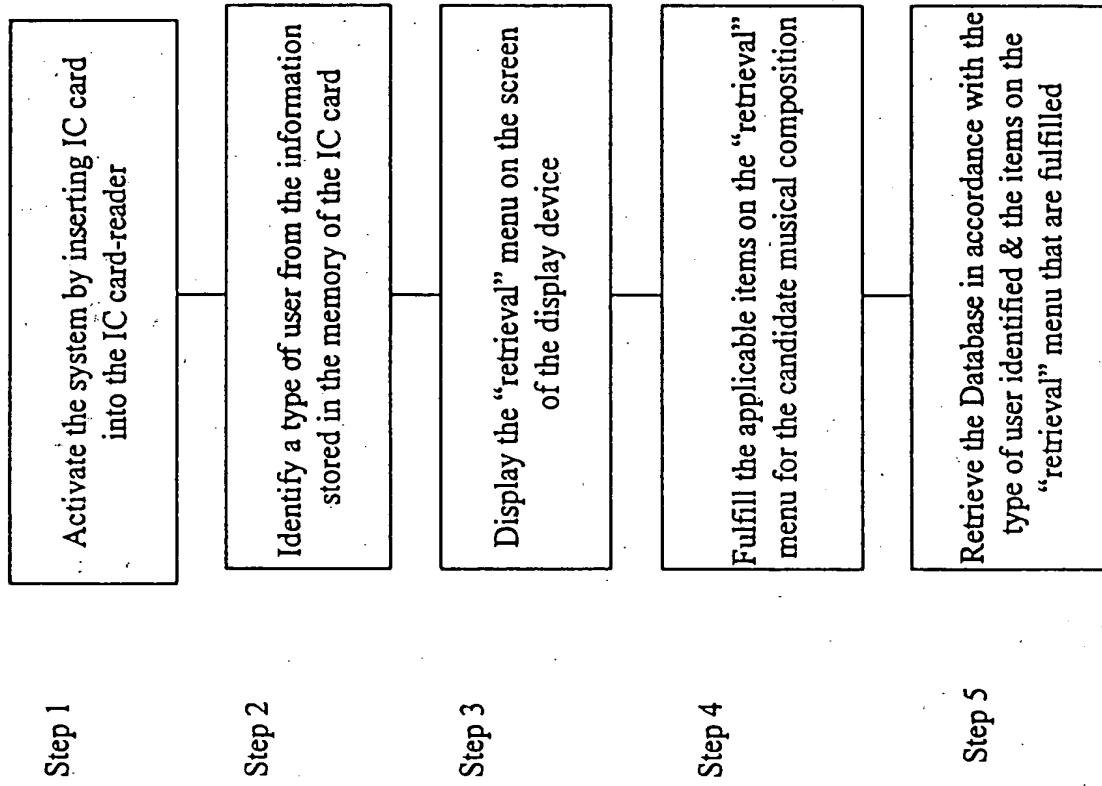 Step 1
Activate the system by inserting IC card
into the IC card-reader
Step 2
Identify a type of user from the information
stored in the memory of the IC card
Step 3
Display the “retrieval” menu on the screen
of the display device
Step 4
Fulfill the applicable items on the “retrieval”
menu for the candidate musical composition
Step 5
Retrieve the Database in accordance with the
type of user identified & the items on the
“retrieval” menu that are fulfilled